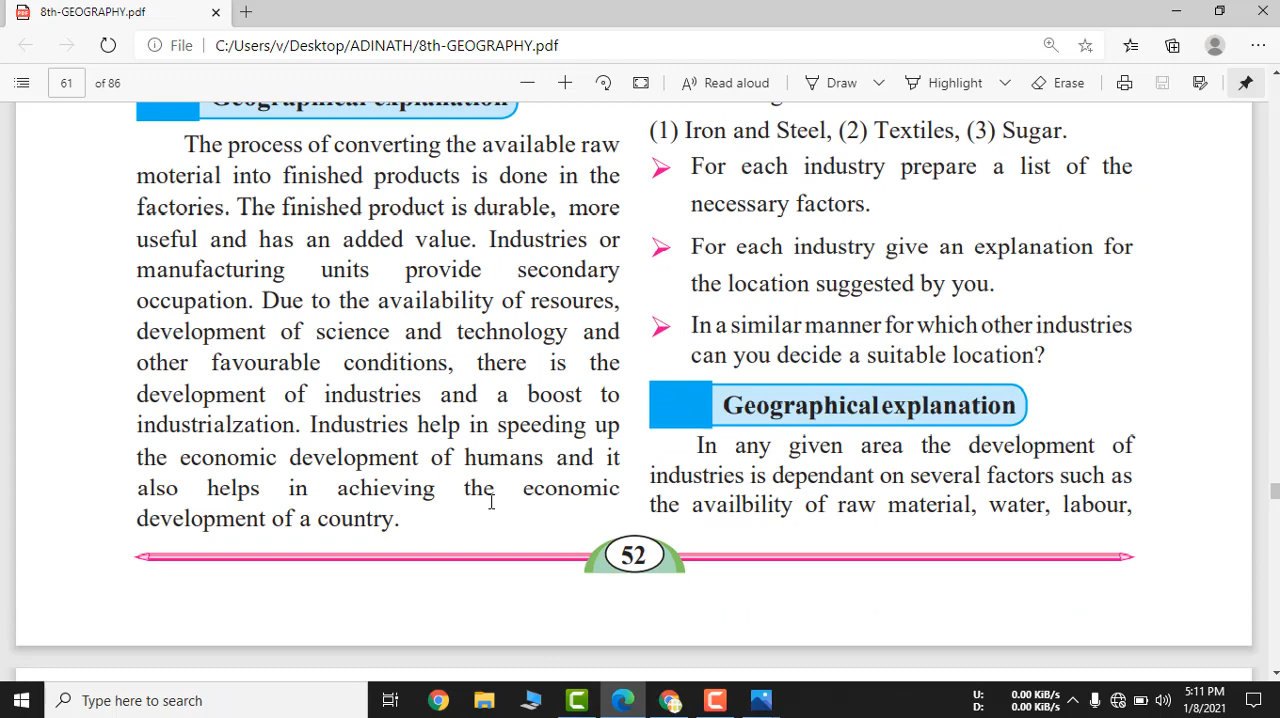 8th-GEOGRAPHY.pdf
File C:/Users/v/Desktop/ADINATH/8th-GEOGRAPHY.pdf
61 of 86
Read aloud Draw Highlight Erase
Geographical explanation
The process of converting the available raw
moterial into finished products is done in the
factories. The finished product is durable, more
useful and has an added value. Industries or
manufacturing units provide secondary
occupation. Due to the availability of resoures,
development of science and technology and
other favourable conditions, there is the
development of industries and a boost to
industrialzation. Industries help in speeding up
the economic development of humans and it
also helps in achieving the economic
development of a country.
(1) Iron and Steel, (2) Textiles, (3) Sugar.
For each industry prepare a list of the
necessary factors.
For each industry give an explanation for
the location suggested by you.
In a similar manner for which other industries
can you decide a suitable location?
Geographical explanation
In any given area the development of
industries is dependant on several factors such as
the availbility of raw material, water, labour,
52
Type here to search
U: 0.00 KiB/s
D: 0.00 KiB/s
5:11 PM
1/8/2021